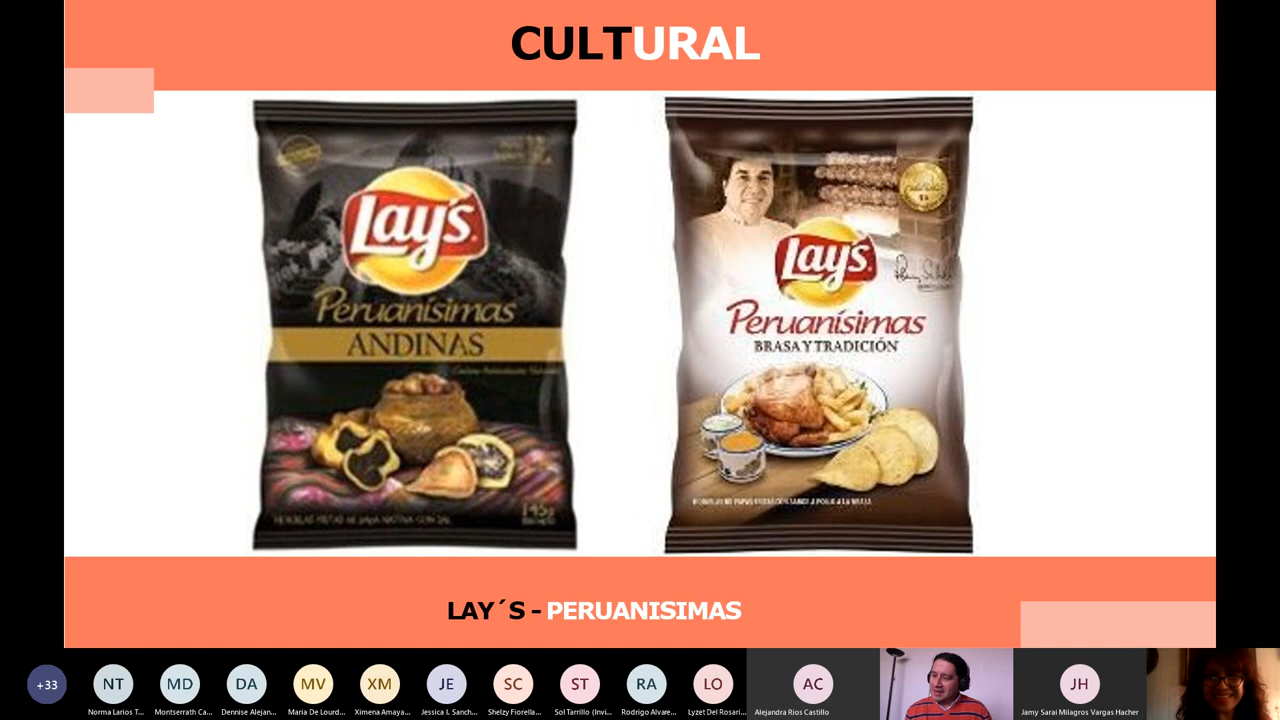 CULTURAL
Lay's
Peruanísimas
ANDINAS
145g
Lay's
Peruanísimas
BRASA Y TRADICIÓN
LAY´S - PERUANISIMAS
+33
NT
MD
DA
MV
XM
JE
SC
ST
RA
LO
AC
JH
Norma Larios T...
Montserrath Ca...
Dennise Alejan...
Maria De Lourd...
Ximena Amaya...
Jessica I. Sanch...
Shelzy Fiorella...
Sol Tarrillo (Invi...
Rodrigo Alvare...
Lyzet Del Rosari...
Alejandra Rios Castillo
Jamy Sarai Milagros Vargas Hacher